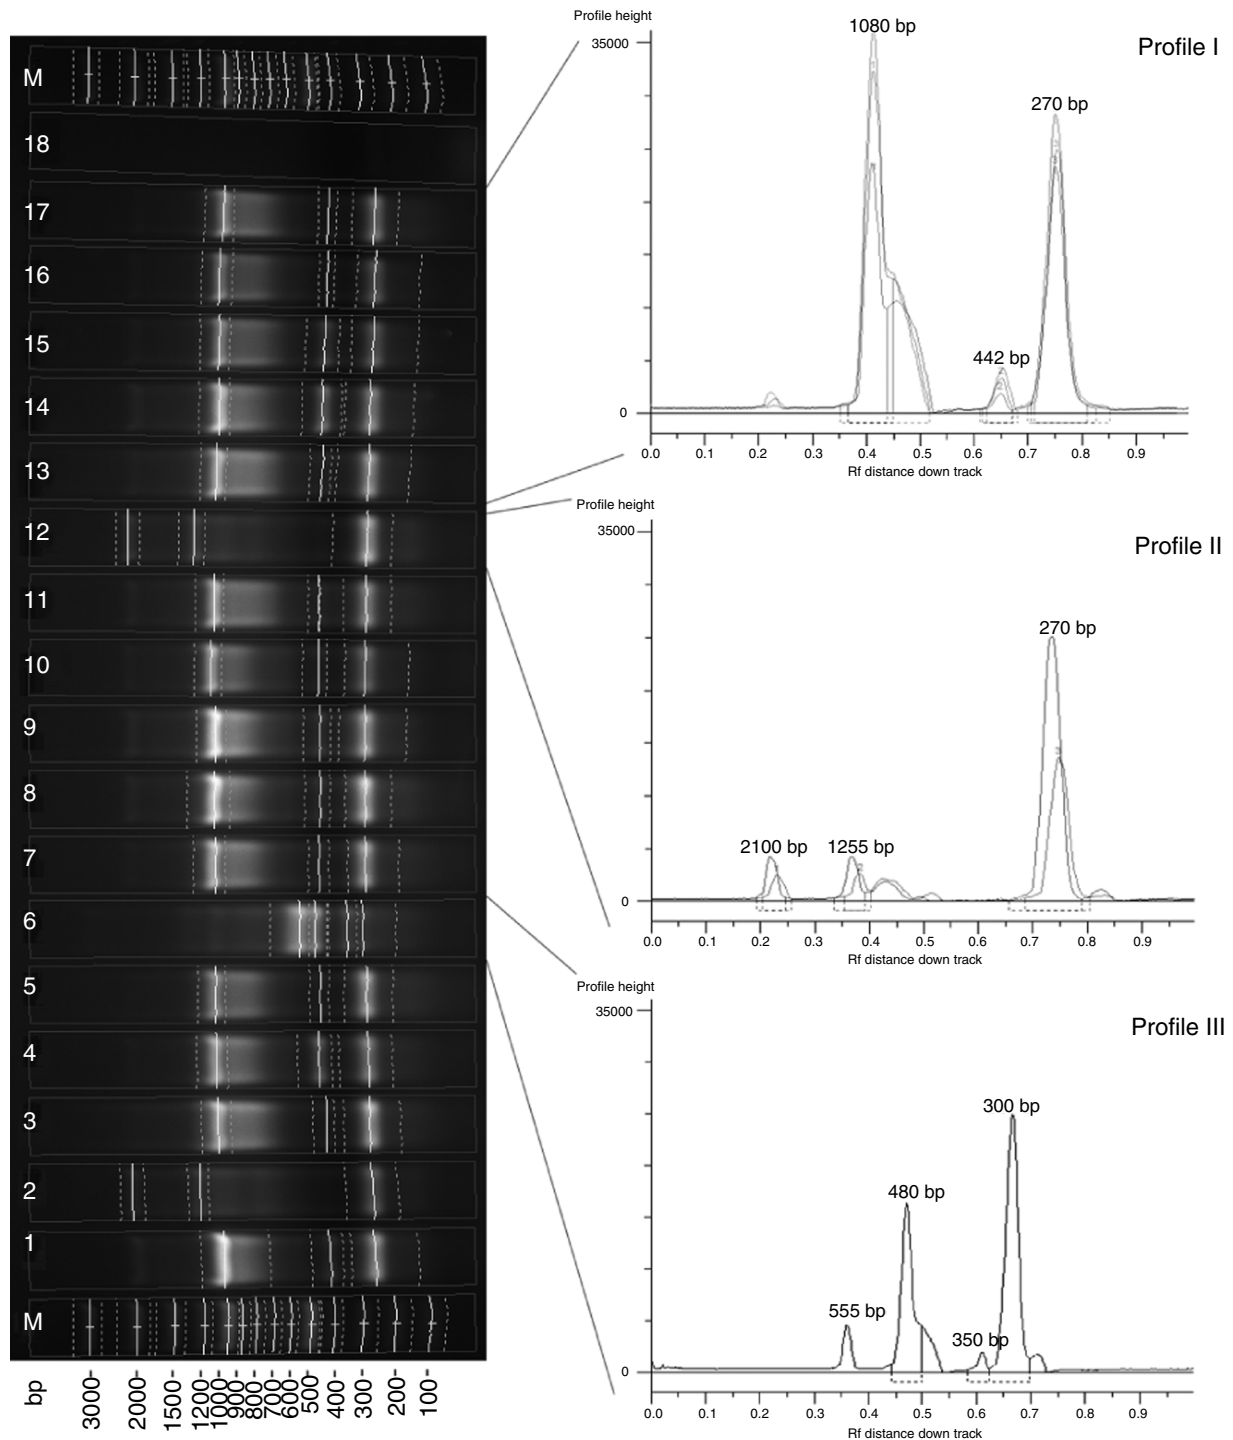 M
18
17
16
15
14
13
12
11
10
9
8
7
6
5
4
3
2
1
M
bp
3000
2000
1500
1200
1000
900
800
700
600
500
400
300
200
100
Profile height
35000
0
1080 bp
442 bp
270 bp
Profile I
0.0 0.1 0.2 0.3 0.4 0.5 0.6 0.7 0.8 0.9
Rf distance down track
Profile height
35000
0
2100 bp
1255 bp
270 bp
Profile II
0.0 0.1 0.2 0.3 0.4 0.5 0.6 0.7 0.8 0.9
Rf distance down track
Profile height
35000
0
555 bp
480 bp
350 bp
300 bp
Profile III
0.0 0.1 0.2 0.3 0.4 0.5 0.6 0.7 0.8 0.9
Rf distance down track